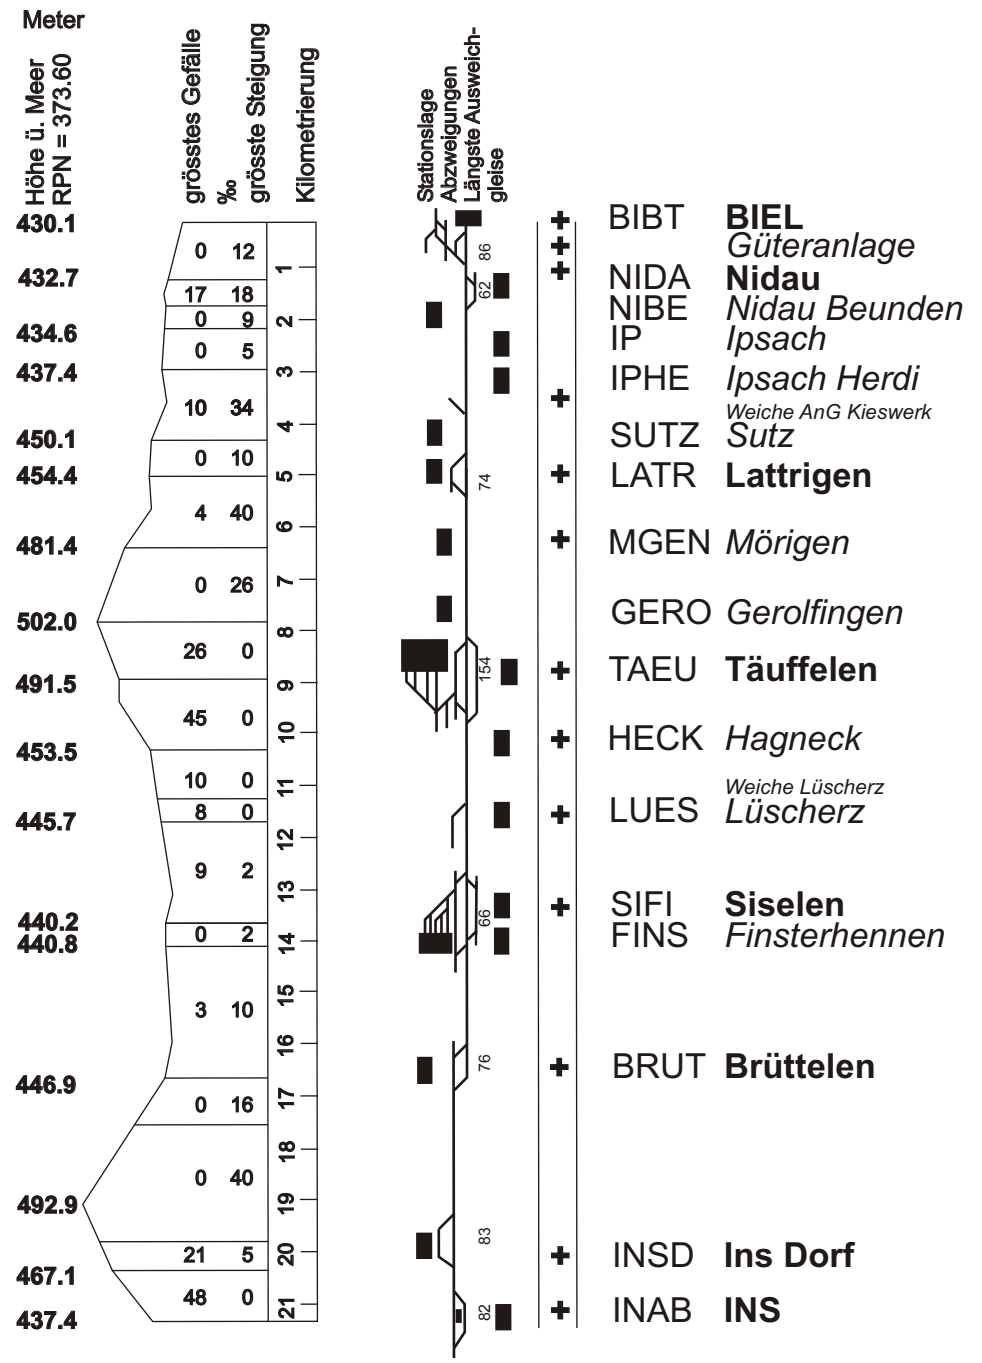 Meter
Höhe ü. Meer
RPN = 373.60
grösstes Gefälle
‰
grösste Steigung
Kilometrierung
Stationslage
Abzweigungen
Längste Ausweich-
gleise
430.1 BIBT BIEL
0 12 86 Güteranlage
1
432.7 NIDA Nidau
17 18 62 NIBE Nidau Beunden
0 9 2
434.6 IP Ipsach
0 5
437.4 3 IPHE Ipsach Herdi
10 34 Weiche AnG Kieswerk
4
450.1 SUTZ Sutz
0 10
454.4 5 74 LATR Lattrigen
4 40
6
481.4 MGEN Mörigen
0 26 7
502.0 8 GERO Gerolfingen
26 0 154 TAEU Täuffelen
491.5 9
45 0 10
453.5 HECK Hagneck
10 0 11 Weiche Lüscherz
8 0 LUES Lüscherz
445.7
12
9 2
13
440.2 66 SIFI Siselen
0 2 14 FINS Finsterhennen
440.8
15
3 10
16
446.9 76 BRUT Brüttelen
0 16 17
18
0 40
492.9 19
83
21 5 20 INSD Ins Dorf
467.1
48 0 21 82 INAB INS
437.4